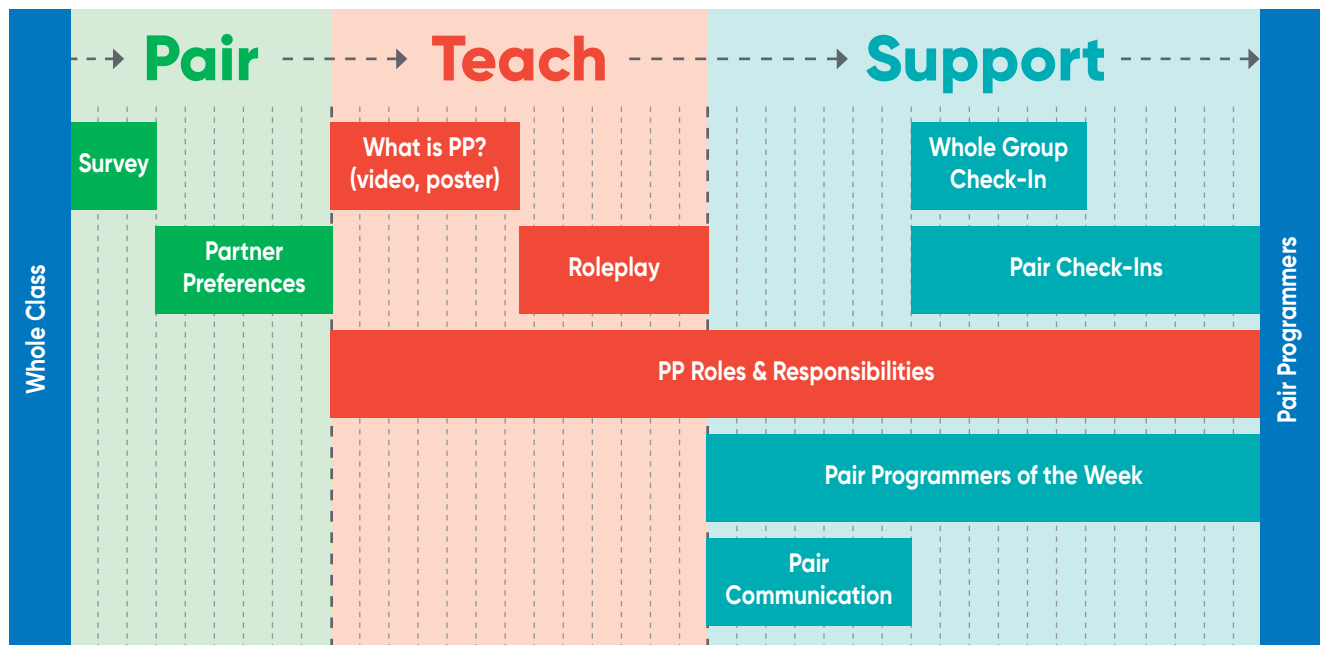 Pair
Teach
Support
Whole Class
Survey
Partner
Preferences
What is PP?
(video, poster)
Roleplay
Whole Group
Check-In
Pair Check-Ins
PP Roles & Responsibilities
Pair Programmers of the Week
Pair
Communication
Pair Programmers